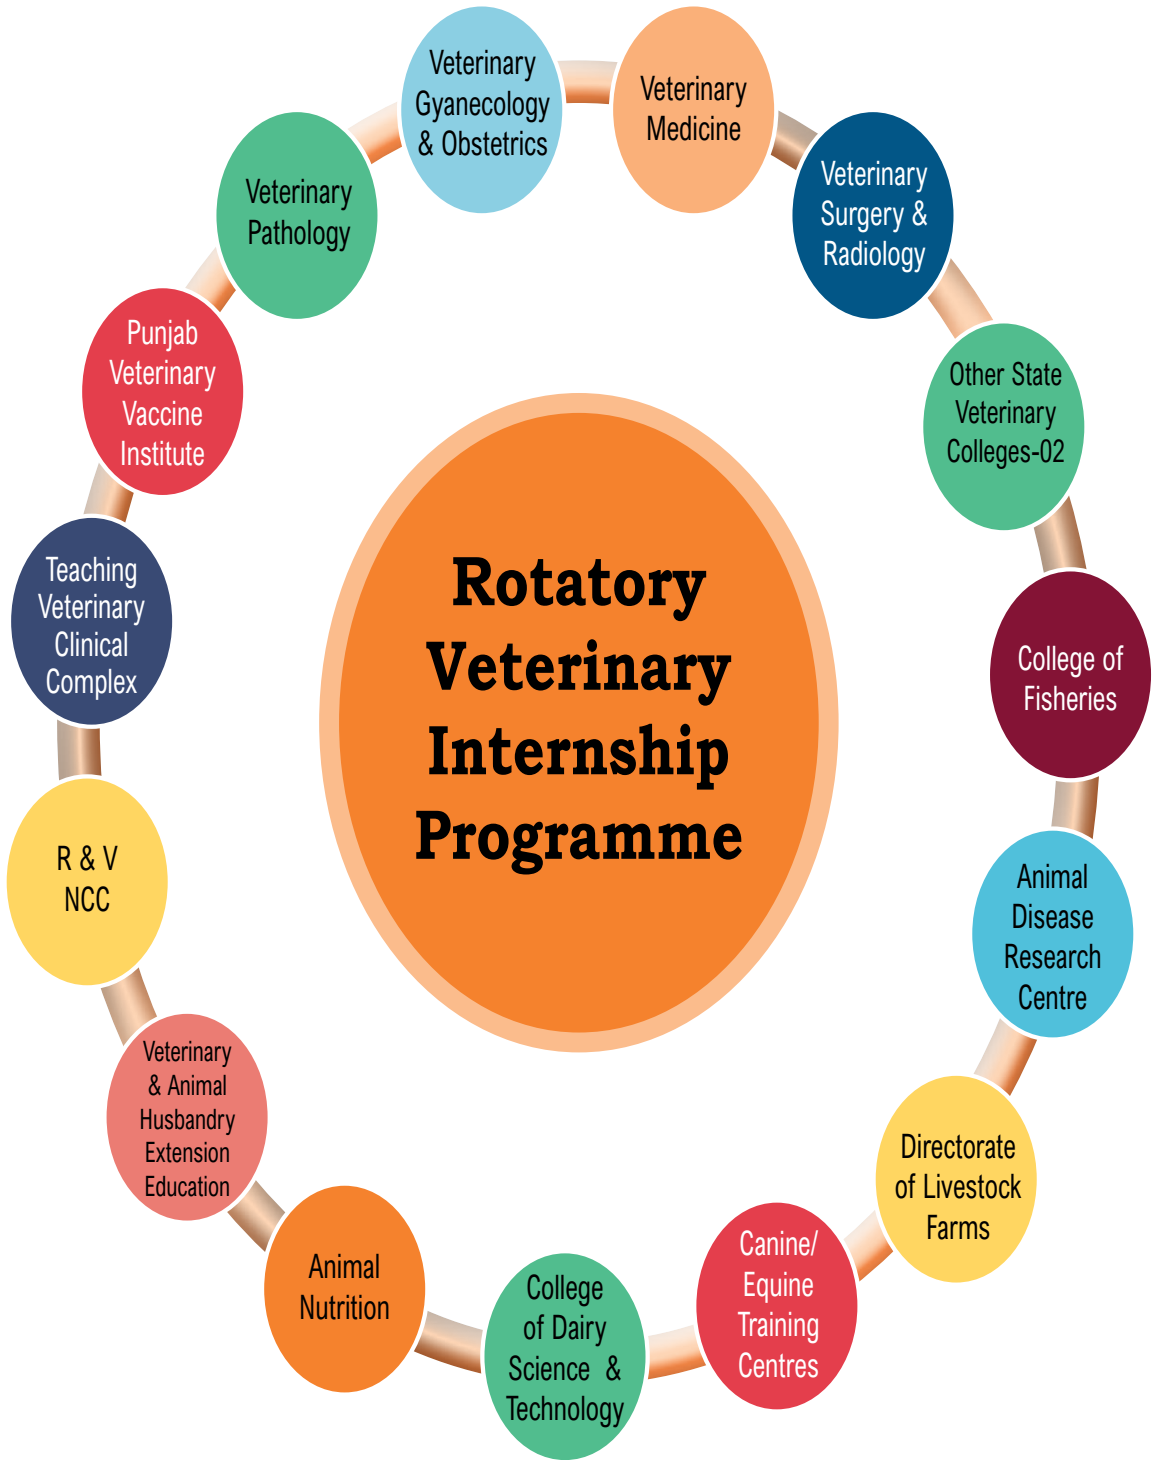 Rotatory
Veterinary
Internship
Programme
Veterinary
Medicine
Veterinary
Surgery &
Radiology
Other State
Veterinary
Colleges-02
College of
Fisheries
Animal
Disease
Research
Centre
Directorate
of Livestock
Farms
Canine/
Equine
Training
Centres
College
of Dairy
Science &
Technology
Animal
Nutrition
Veterinary
& Animal
Husbandry
Extension
Education
R & V
NCC
Teaching
Veterinary
Clinical
Complex
Punjab
Veterinary
Vaccine
Institute
Veterinary
Pathology
Veterinary
Gyanecology
& Obstetrics